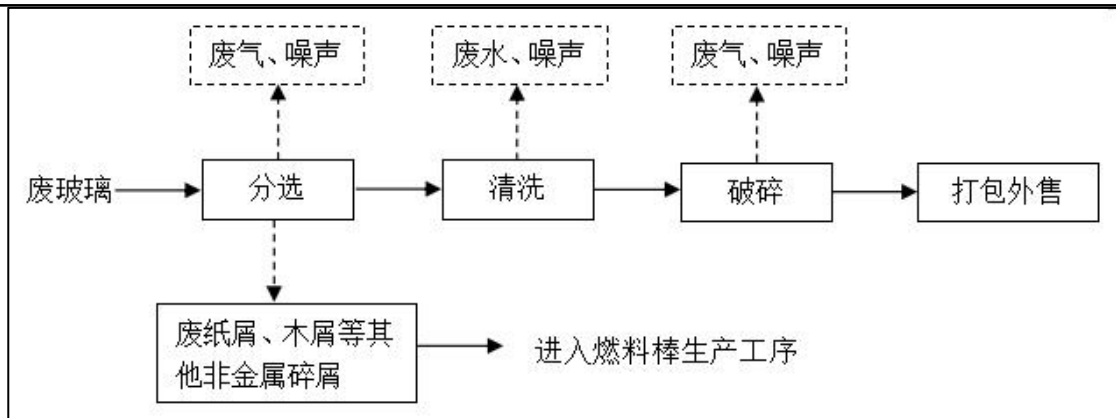 废气、噪声
废水、噪声
废气、噪声
废玻璃
分选
清洗
破碎
打包外售
废纸屑、木屑等其
他非金属碎屑
进入燃料棒生产工序